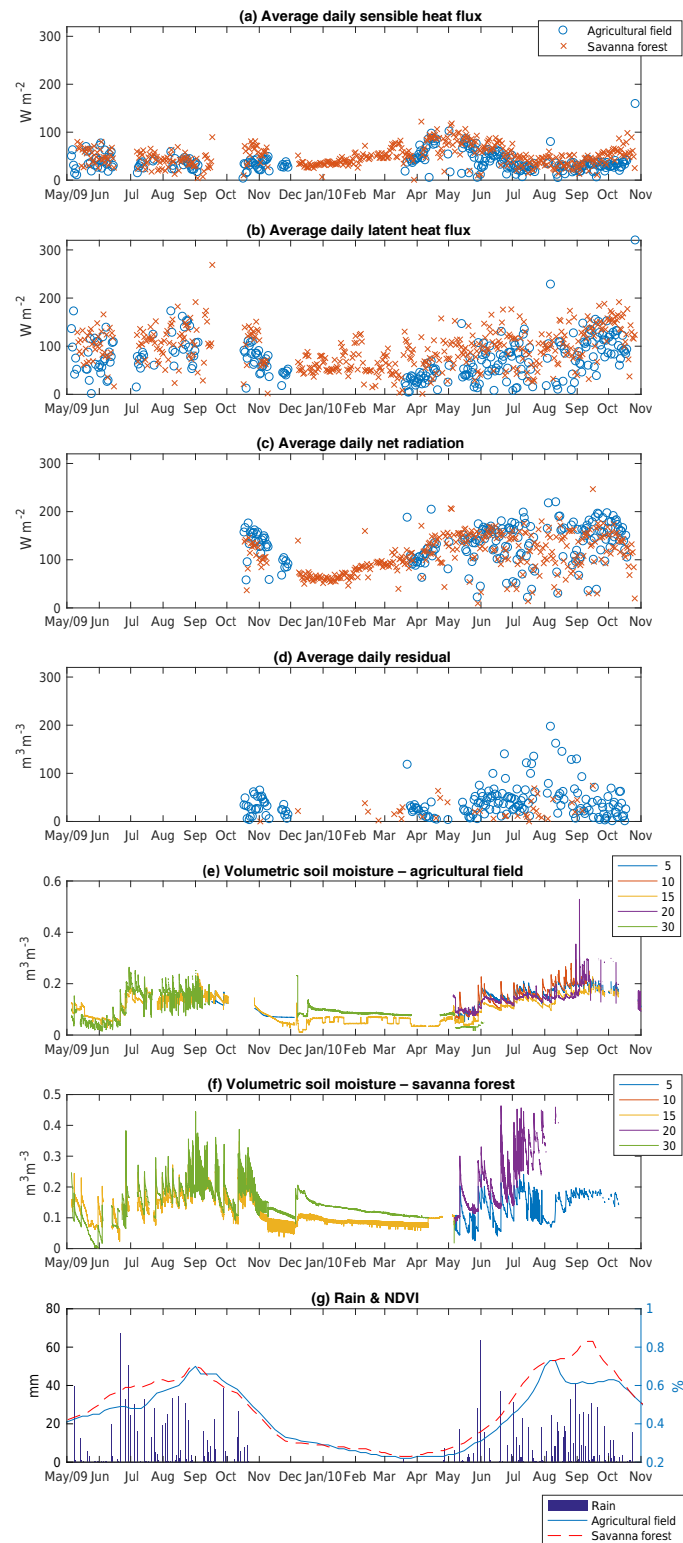 (a) Average daily sensible heat flux
Agricultural field
Savanna forest
300
200
100
0
W m-2
May/09 Jun Jul Aug Sep Oct Nov Dec Jan/10 Feb Mar Apr May Jun Jul Aug Sep Oct Nov
(b) Average daily latent heat flux
300
200
100
0
W m-2
May/09 Jun Jul Aug Sep Oct Nov Dec Jan/10 Feb Mar Apr May Jun Jul Aug Sep Oct Nov
(c) Average daily net radiation
300
200
100
0
W m-2
May/09 Jun Jul Aug Sep Oct Nov Dec Jan/10 Feb Mar Apr May Jun Jul Aug Sep Oct Nov
(d) Average daily residual
300
200
100
0
m3 m-3
May/09 Jun Jul Aug Sep Oct Nov Dec Jan/10 Feb Mar Apr May Jun Jul Aug Sep Oct Nov
(e) Volumetric soil moisture – agricultural field
5
10
15
20
30
0.6
0.4
0.2
0
m3 m-3
May/09 Jun Jul Aug Sep Oct Nov Dec Jan/10 Feb Mar Apr May Jun Jul Aug Sep Oct Nov
(f) Volumetric soil moisture – savanna forest
5
10
15
20
30
0.5
0.4
0.3
0.2
0.1
0
m3m-3
May/09 Jun Jul Aug Sep Oct Nov Dec Jan/10 Feb Mar Apr May Jun Jul Aug Sep Oct Nov
(g) Rain & NDVI
80
60
40
20
0
mm
1
0.8
0.6
0.4
0.2
%
May/09 Jun Jul Aug Sep Oct Nov Dec Jan/10 Feb Mar Apr May Jun Jul Aug Sep Oct Nov
Rain
Agricultural field
Savanna forest